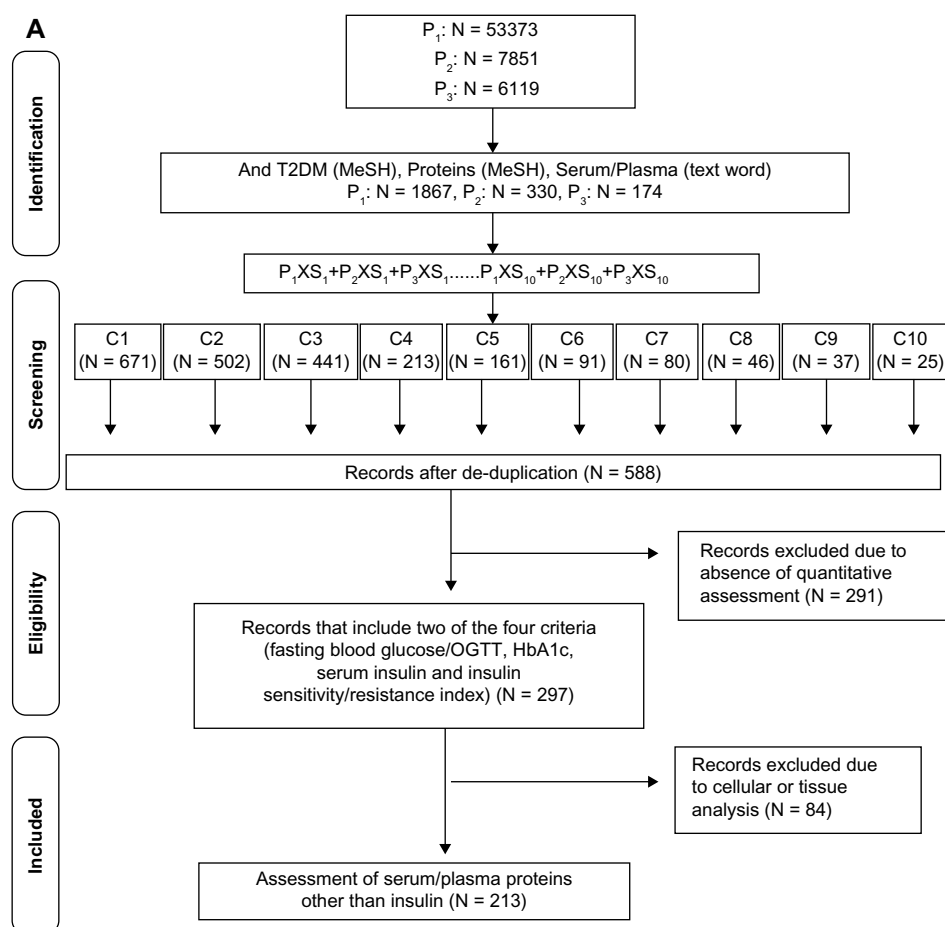 A
Identification
P₁: N = 53373
P₂: N = 7851
P₃: N = 6119
And T2DM (MeSH), Proteins (MeSH), Serum/Plasma (text word)
P₁: N = 1867, P₂: N = 330, P₃: N = 174
P₁XS₁+P₂XS₁+P₃XS₁......P₁XS₁₀+P₂XS₁₀+P₃XS₁₀
Screening
C1
(N = 671)
C2
(N = 502)
C3
(N = 441)
C4
(N = 213)
C5
(N = 161)
C6
(N = 91)
C7
(N = 80)
C8
(N = 46)
C9
(N = 37)
C10
(N = 25)
Records after de-duplication (N = 588)
Eligibility
Records excluded due to
absence of quantitative
assessment (N = 291)
Records that include two of the four criteria
(fasting blood glucose/OGTT, HbA1c,
serum insulin and insulin
sensitivity/resistance index) (N = 297)
Included
Records excluded due
to cellular or tissue
analysis (N = 84)
Assessment of serum/plasma proteins
other than insulin (N = 213)